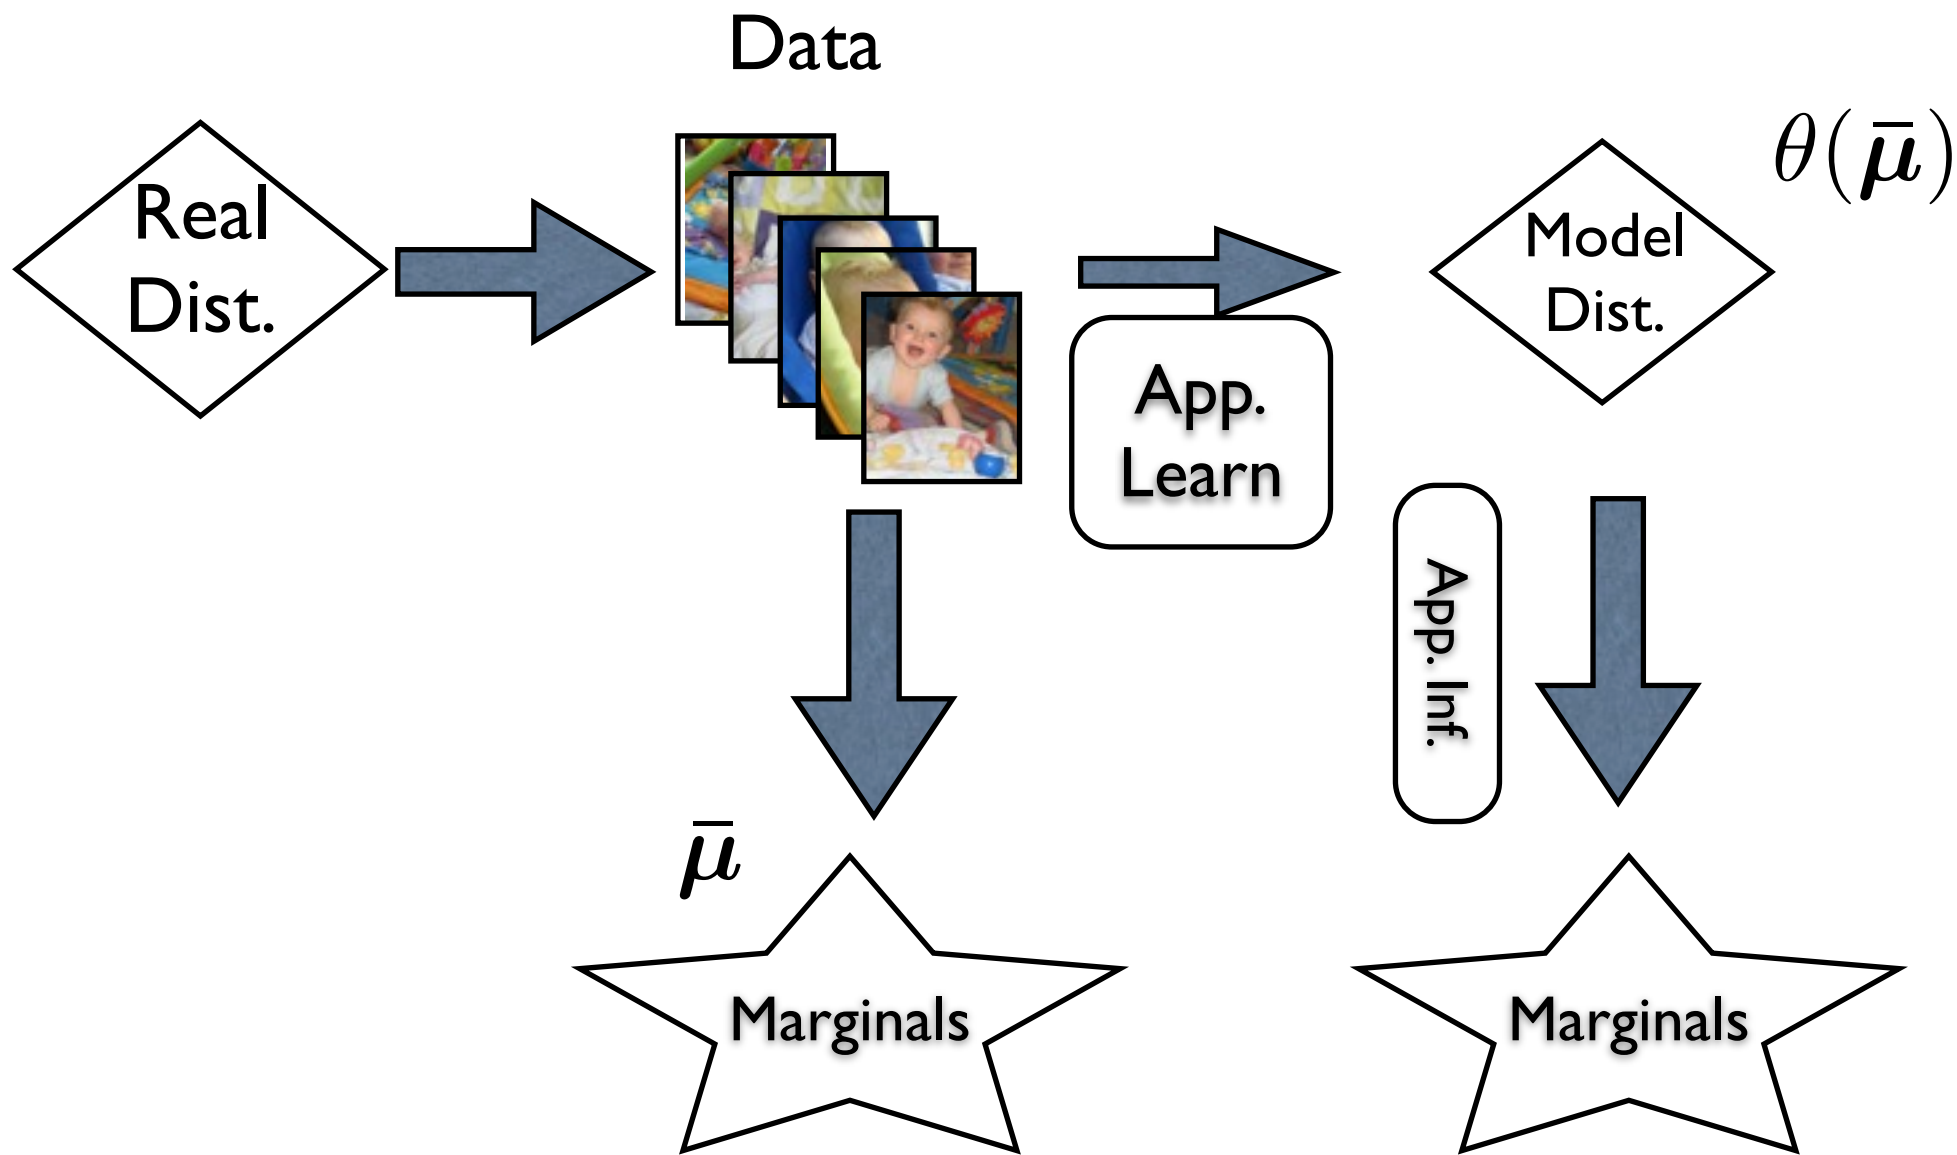 Data
Real
Dist.
Model
Dist.
θ(μ̄)
App.
Learn
App. Inf.
μ̄
Marginals
Marginals